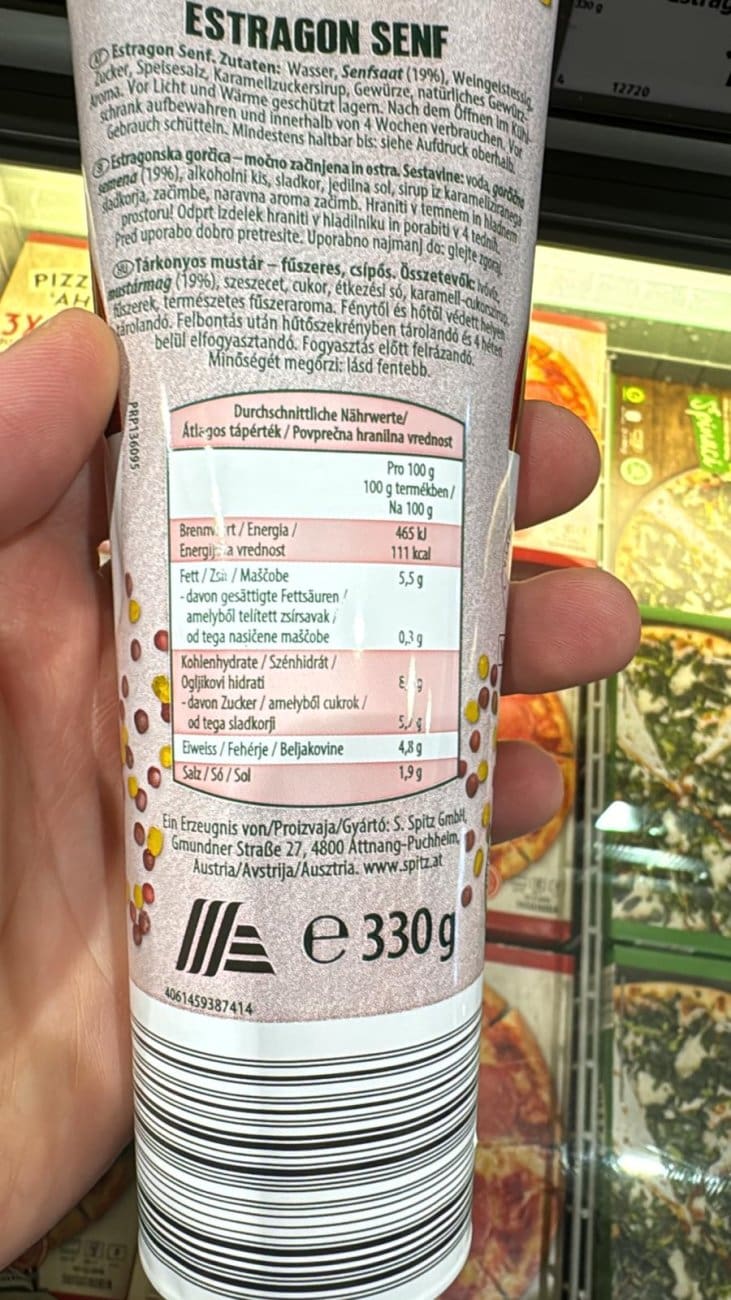 ESTRAGON SENF
Estragon Senf. Zutaten: Wasser, Senfsaat (19%), Weingeistessig,
Zucker, Speisesalz, Karamellzuckersirup, Gewürze, natürliches Gewürz-
aroma. Vor Licht und Wärme geschützt lagern. Nach dem Öffnen im Kühl-
schrank aufbewahren und innerhalb von 4 Wochen verbrauchen. Vor
Gebrauch schütteln. Mindestens haltbar bis: siehe Aufdruck oberhalb.
Estragonska gorčica – močno začinjena in ostra. Sestavine: voda, gorčična
semena (19%), alkoholni kis, sladkor, jedilna sol, sirup iz karameliziranega
sladkorja, začimbe, naravna aroma začimb. Hraniti v temnem in hladnem
prostoru! Odprt izdelek hraniti v hladilniku in porabiti v 4 tednih.
Pred uporabo dobro pretresite. Uporabno najmanj do: glejte zgoraj.
HU Tárkonyos mustár – fűszeres, csípős. Összetevők: ivóvíz,
mustármag (19%), szeszecet, cukor, étkezési só, karamell-cukorszirup,
fűszerek, természetes fűszeraroma. Fénytől és hőtől védett helyen
tárolandó. Felbontás után hűtőszekrényben tárolandó és 4 héten
belül elfogyasztandó. Fogyasztás előtt felrázandó.
Minőségét megőrzi: lásd fentebb.
PRP136095
Durchschnittliche Nährwerte/
Átlagos tápérték / Povprečna hranilna vrednost
Pro 100 g
100 g termékben /
Na 100 g
Brennwert / Energia / 465 kJ
Energijska vrednost 111 kcal
Fett / Zsír / Maščobe 5,5 g
- davon gesättigte Fettsäuren /
amelyből telített zsírsavak /
od tega nasičene maščobe 0,3 g
Kohlenhydrate / Szénhidrát /
Ogljikovi hidrati g
- davon Zucker / amelyből cukrok /
od tega sladkorji g
Eiweiss / Fehérje / Beljakovine 4,8 g
Salz / Só / Sol 1,9 g
Ein Erzeugnis von/Proizvaja/Gyártó: S. Spitz GmbH,
Gmundner Straße 27, 4800 Attnang-Puchheim,
Austria/Avstrija/Ausztria. www.spitz.at
e 330 g
4061459387414
12720
PIZZ